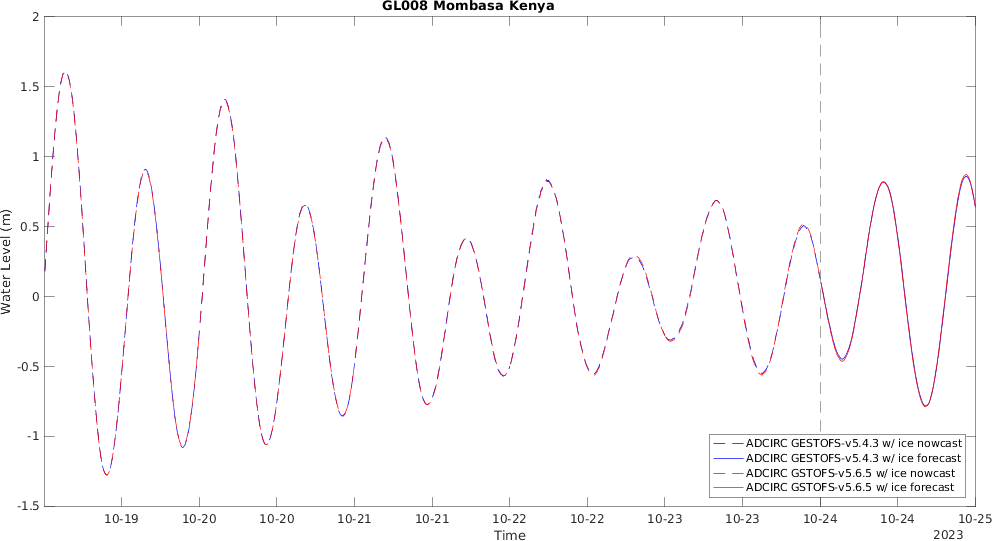 GL008 Mombasa Kenya
2
1.5
1
0.5
0
-0.5
-1
-1.5
Water Level (m)
ADCIRC GESTOFS-v5.4.3 w/ ice nowcast
ADCIRC GESTOFS-v5.4.3 w/ ice forecast
ADCIRC GSTOFS-v5.6.5 w/ ice nowcast
ADCIRC GSTOFS-v5.6.5 w/ ice forecast
10-19 10-20 10-20 10-21 10-21 10-22 10-22 10-23 10-23 10-24 10-24 10-25
Time
2023